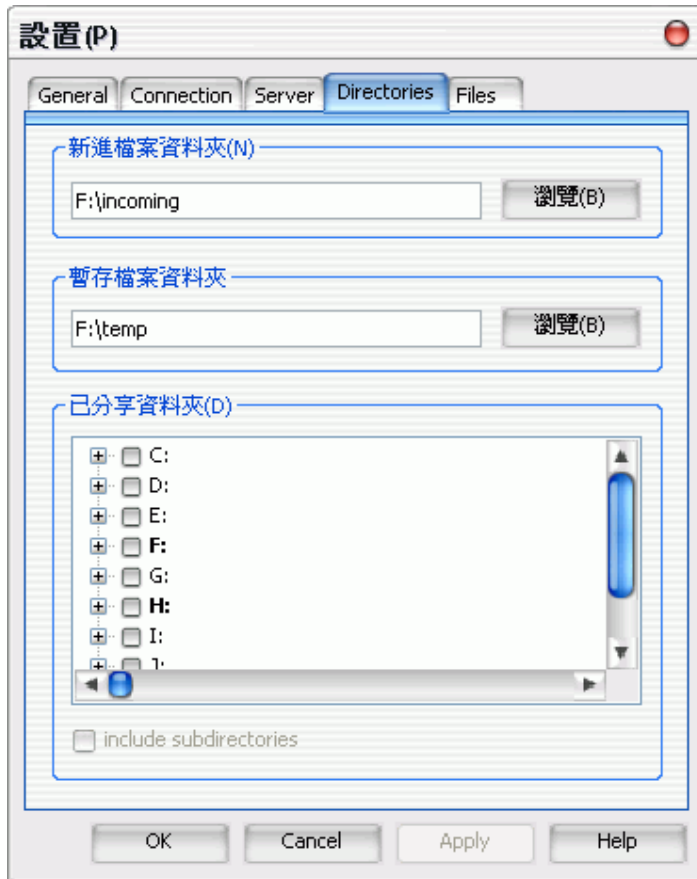 設置(P)
General Connection Server Directories Files
新進檔案資料夾(N)
F:\incoming 瀏覽(B)
暫存檔案資料夾
F:\temp 瀏覽(B)
已分享資料夾(D)
C:
D:
E:
F:
G:
H:
I:
J:
include subdirectories
OK Cancel Apply Help